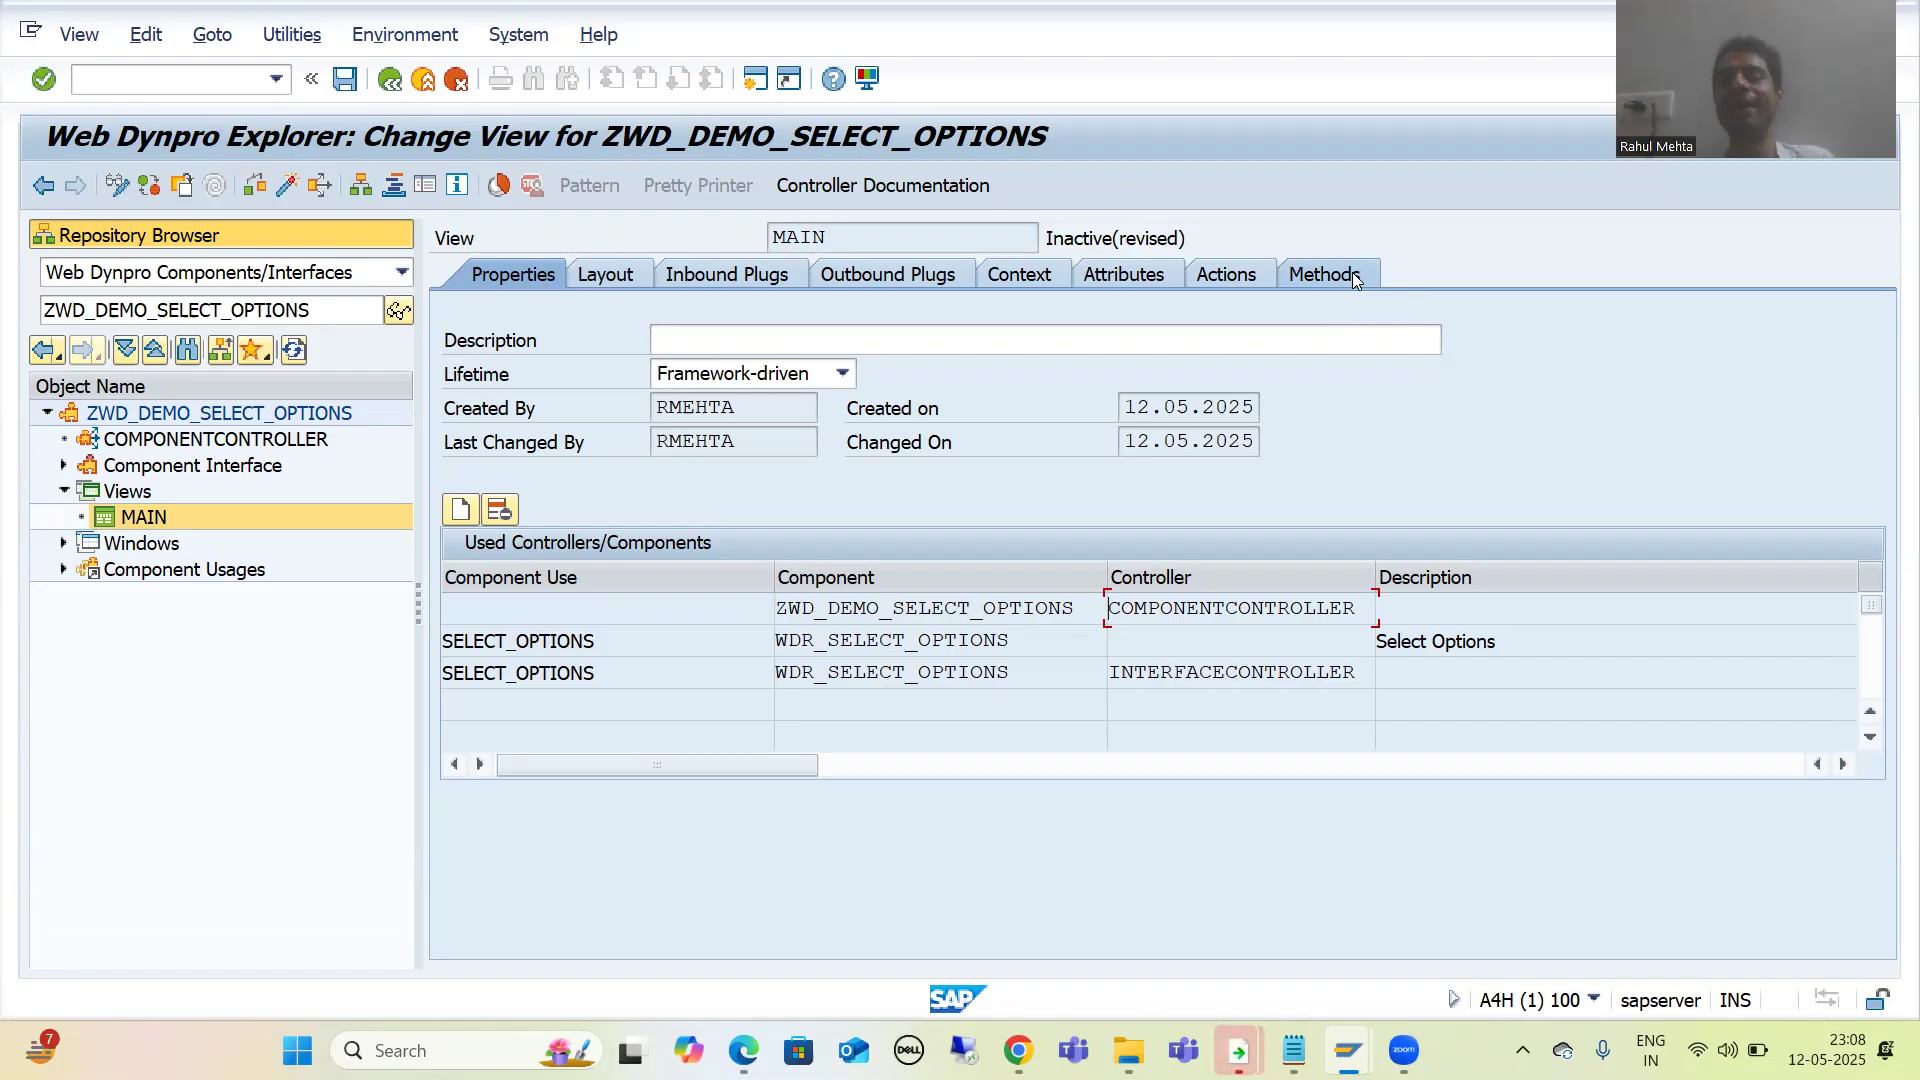 View Edit Goto Utilities Environment System Help
Web Dynpro Explorer: Change View for ZWD_DEMO_SELECT_OPTIONS
Rahul Mehta
Pattern Pretty Printer Controller Documentation
Repository Browser
Web Dynpro Components/Interfaces
ZWD_DEMO_SELECT_OPTIONS
Object Name
ZWD_DEMO_SELECT_OPTIONS
COMPONENTCONTROLLER
Component Interface
Views
MAIN
Windows
Component Usages
View MAIN Inactive(revised)
Properties Layout Inbound Plugs Outbound Plugs Context Attributes Actions Methods
Description
Lifetime Framework-driven
Created By RMEHTA Created on 12.05.2025
Last Changed By RMEHTA Changed On 12.05.2025
Used Controllers/Components
Component Use Component Controller Description
ZWD_DEMO_SELECT_OPTIONS COMPONENTCONTROLLER
SELECT_OPTIONS WDR_SELECT_OPTIONS Select Options
SELECT_OPTIONS WDR_SELECT_OPTIONS INTERFACECONTROLLER
SAP
A4H (1) 100 sapserver INS
7
Search
DELL
zoom
ENG
IN
23:08
12-05-2025